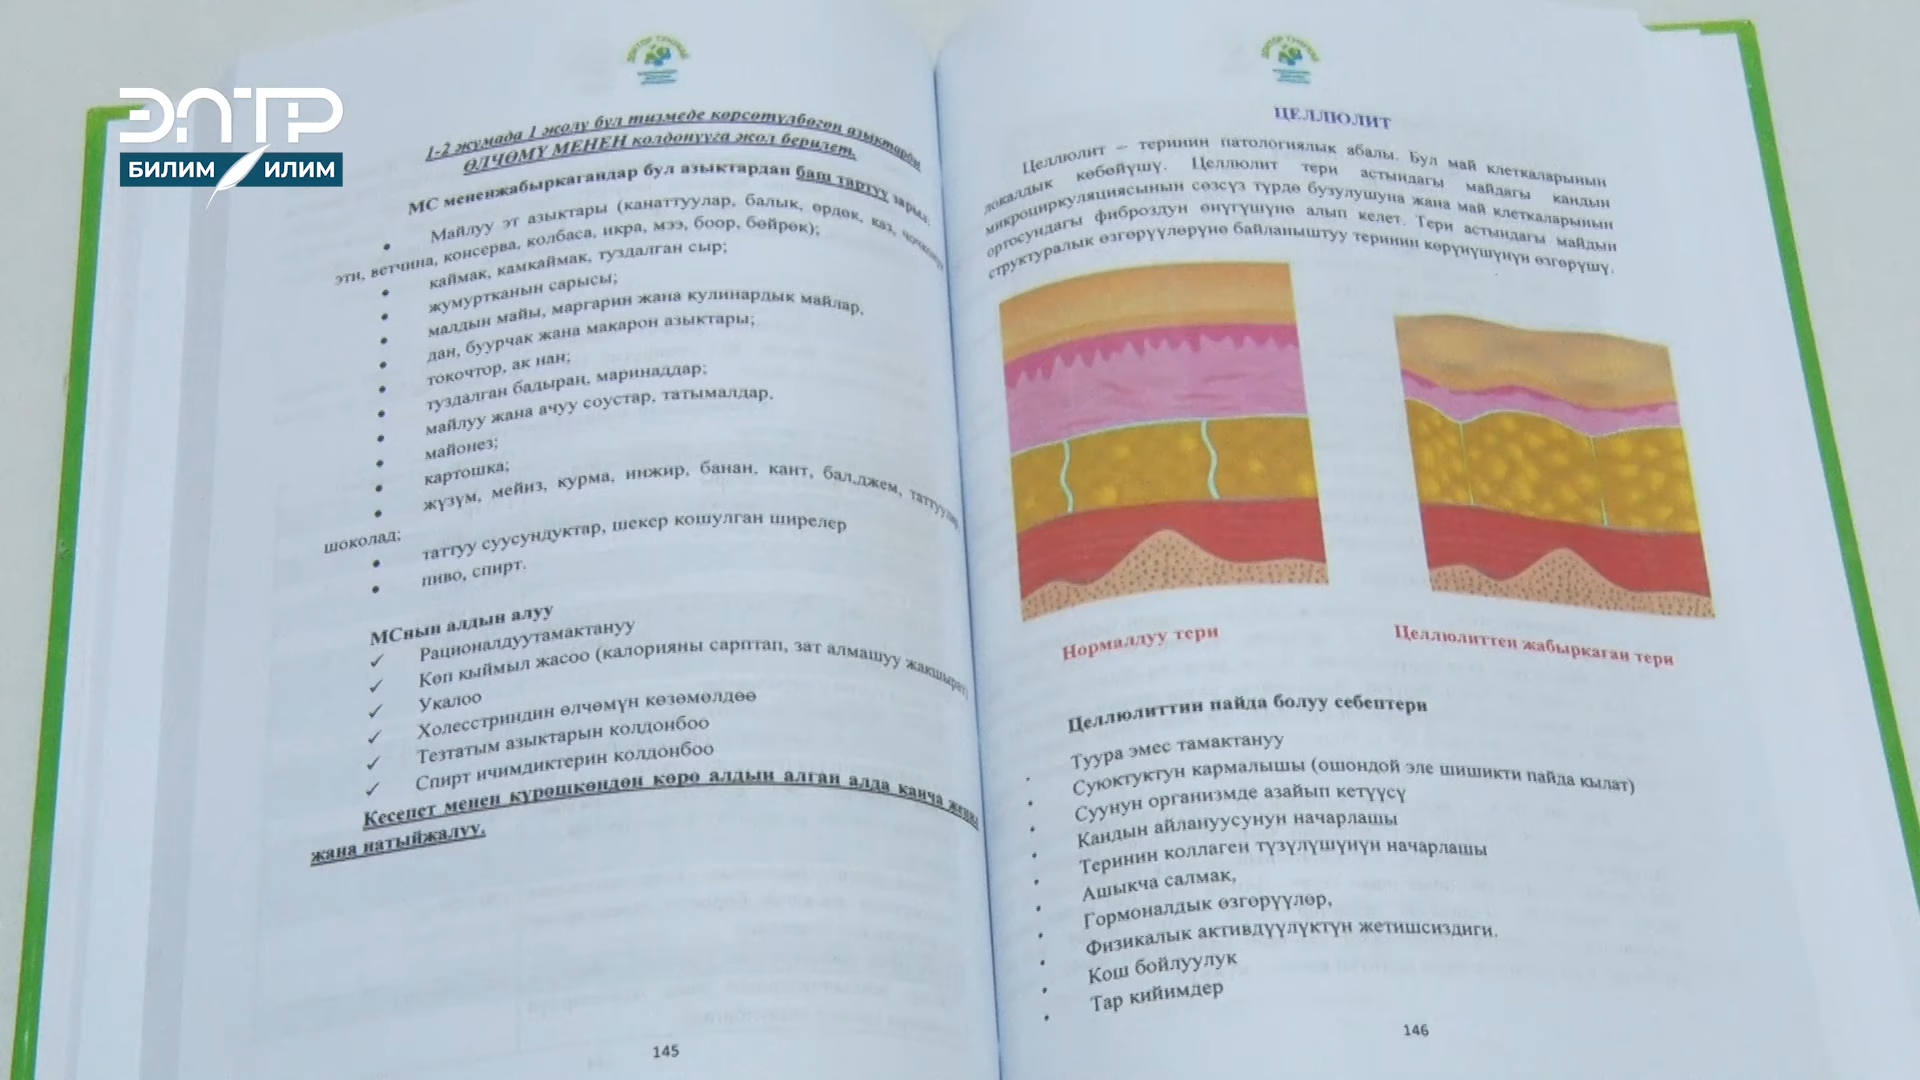 ЭЛТР
БИЛИМ ИЛИМ
ДОКТОР
1-2 жумада 1 жолу бул тизмеде көрсөтүлбөгөн азыктарды
ӨЛЧӨМҮ МЕНЕН колдонууга жол берилет.
МС мененжабыркагандар бул азыктардан баш тартуу зарыл:
• Майлуу эт азыктары (канаттуулар, балык, өрдөк, каз,
эти, ветчина, консерва, колбаса, икра, мээ, боор, бөйрөк);
• каймак, камкаймак, туздалган сыр;
• жумуртканын сарысы;
• малдын майы, маргарин жана кулинардык майлар,
• дан, буурчак жана макарон азыктары;
• токочтор, ак нан;
• туздалган бадыраң, маринаддар;
• майлуу жана ачуу соустар, татымалдар,
• майонез;
• картошка;
• жүзүм, мейиз, курма, инжир, банан, кант, бал,джем, таттуулар,
шоколад;
• таттуу суусундуктар, шекер кошулган ширелер
• пиво, спирт.
МСнын алдын алуу
✓ Рационалдуутамактануу
✓ Көп кыймыл жасоо (калорияны сарптап, зат алмашуу жакшырат)
✓ Укалоо
✓ Холесстриндин өлчөмүн көзөмөлдөө
✓ Тезтатым азыктарын колдонбоо
✓ Спирт ичимдиктерин колдонбоо
Кесепет менен күрөшкөндөн көрө алдын алган алда канча жеңил
жана натыйжалуу.
145
ДОКТОР
ЦЕЛЛЮЛИТ
Целлюлит – теринин патологиялык абалы. Бул май клеткаларынын
локалдык көбөйүшү. Целлюлит тери астындагы майдагы кандын
микроциркуляциясынын сөзсүз түрдө бузулушуна жана май клеткаларынын
ортосундагы фиброздун өнүгүшүнө алып келет. Тери астындагы майдын
структуралык өзгөрүүлөрүнө байланыштуу теринин көрүнүшүнүн өзгөрүшү.
Нормалдуу тери
Целлюлиттен жабыркаган тери
Целлюлиттин пайда болуу себептери
• Туура эмес тамактануу
• Суюктуктун кармалышы (ошондой эле шишикти пайда кылат)
• Суунун организмде азайып кетүүсү
• Кандын айлануусунун начарлашы
• Теринин коллаген түзүлүшүнүн начарлашы
• Ашыкча салмак,
• Гормоналдык өзгөрүүлөр,
• Физикалык активдүүлүктүн жетишсиздиги.
• Кош бойлуулук
• Тар кийимдер
146